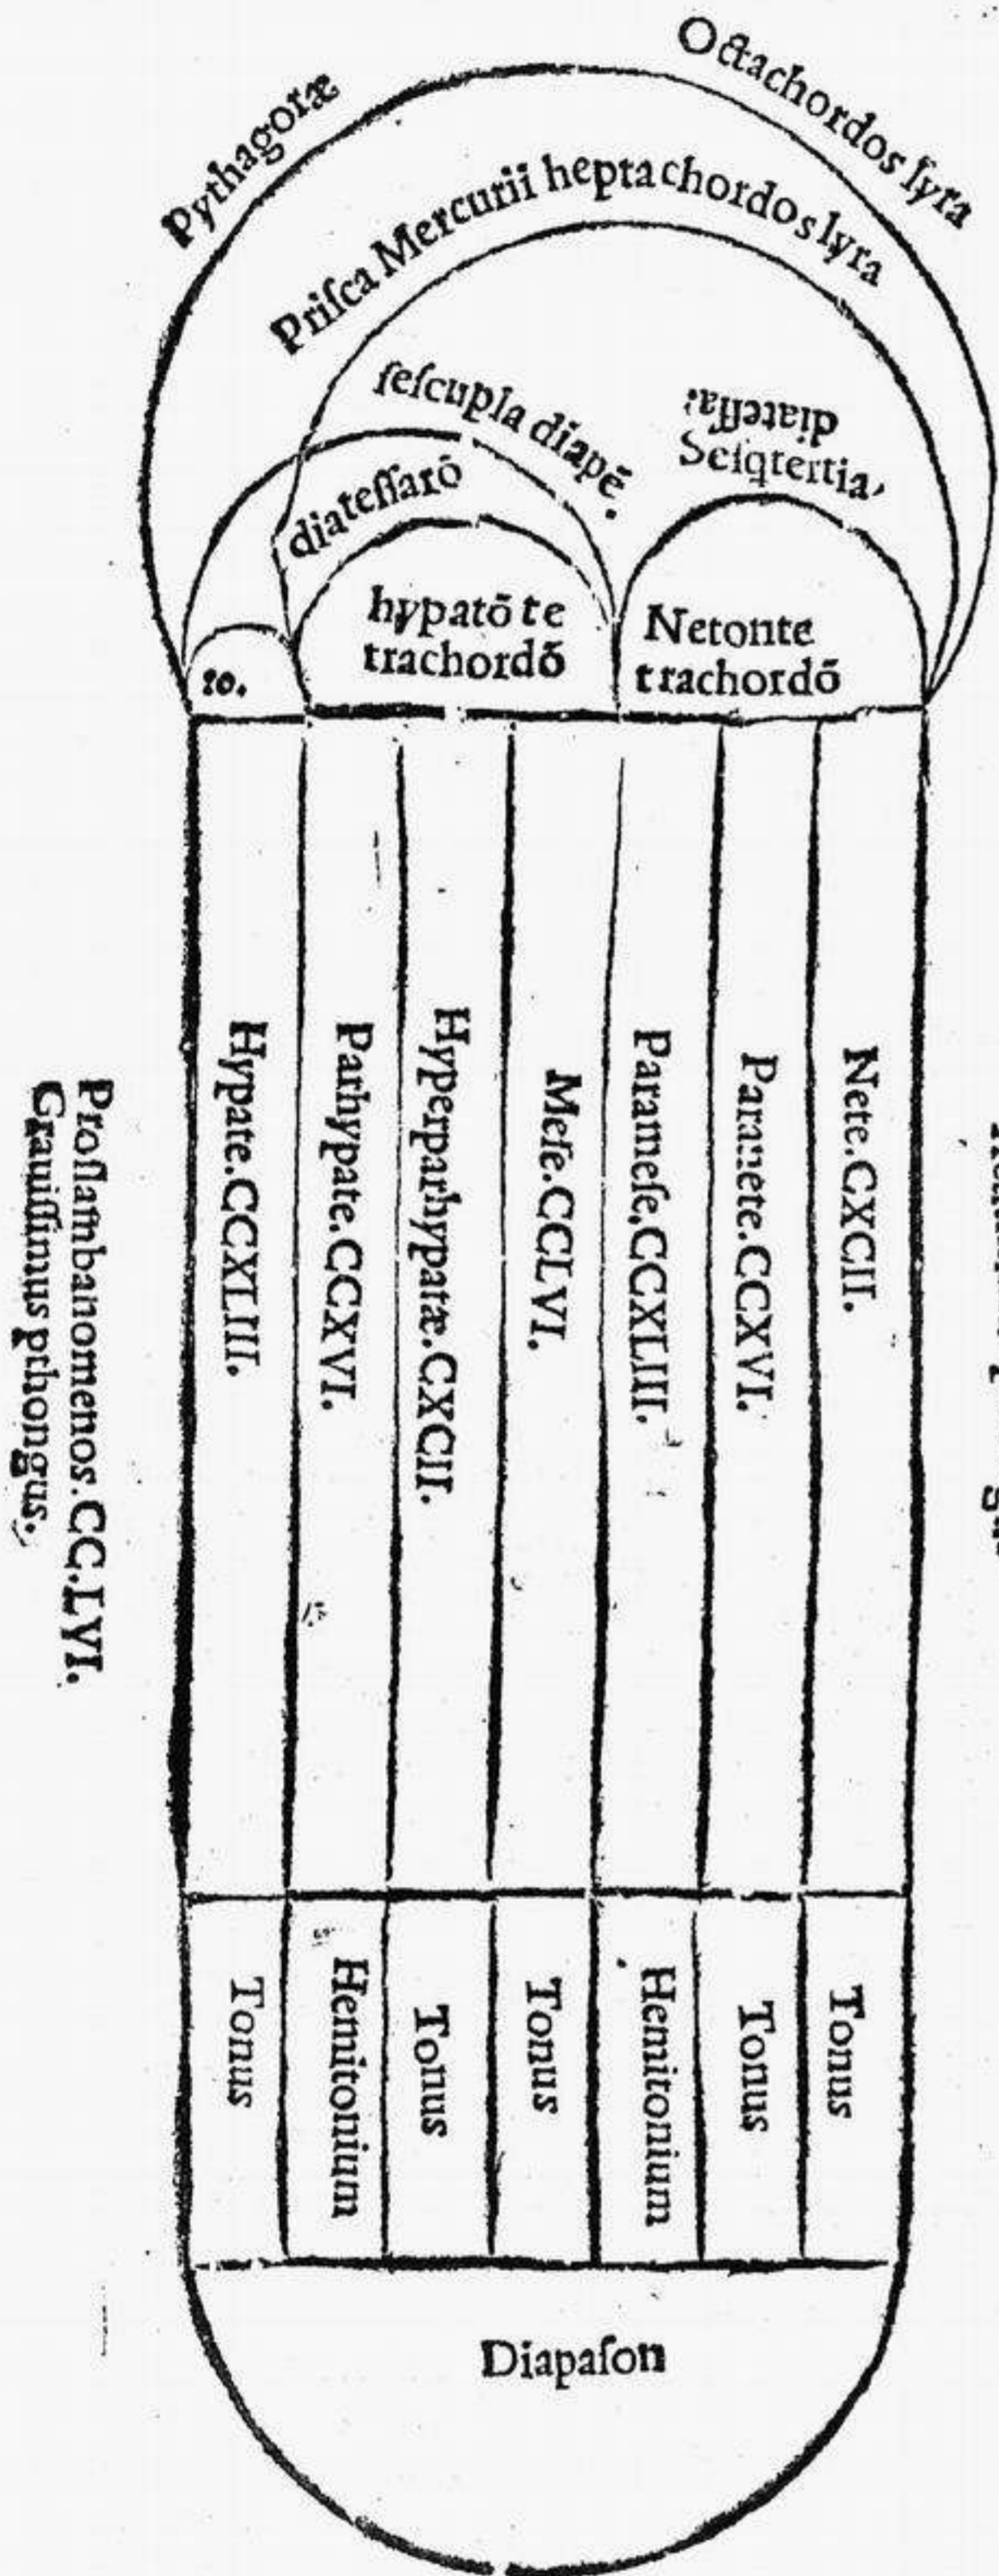 Pythagoræ
Octachordos lyra
Priſca Mercurii heptachordos lyra
ſeſcupla diapē.
diateſſa:
Seſqtertia,
diateſſarō
hypatō te
trachordō
Netonte
trachordō
to.
Proſlambanomenos.CC.LVI.
Grauiſſimus pthongus.
Hypate.CCXLIII.
Parhypate.CCXVI.
Hyperparhypatæ.CXCII.
Meſe.CCLVI.
Parameſe,CCXLIII.
Paranete.CCXVI.
Nete.CXCII.
Tonus
Hemitonium
Tonus
Tonus
Hemitonium
Tonus
Tonus
Diapaſon